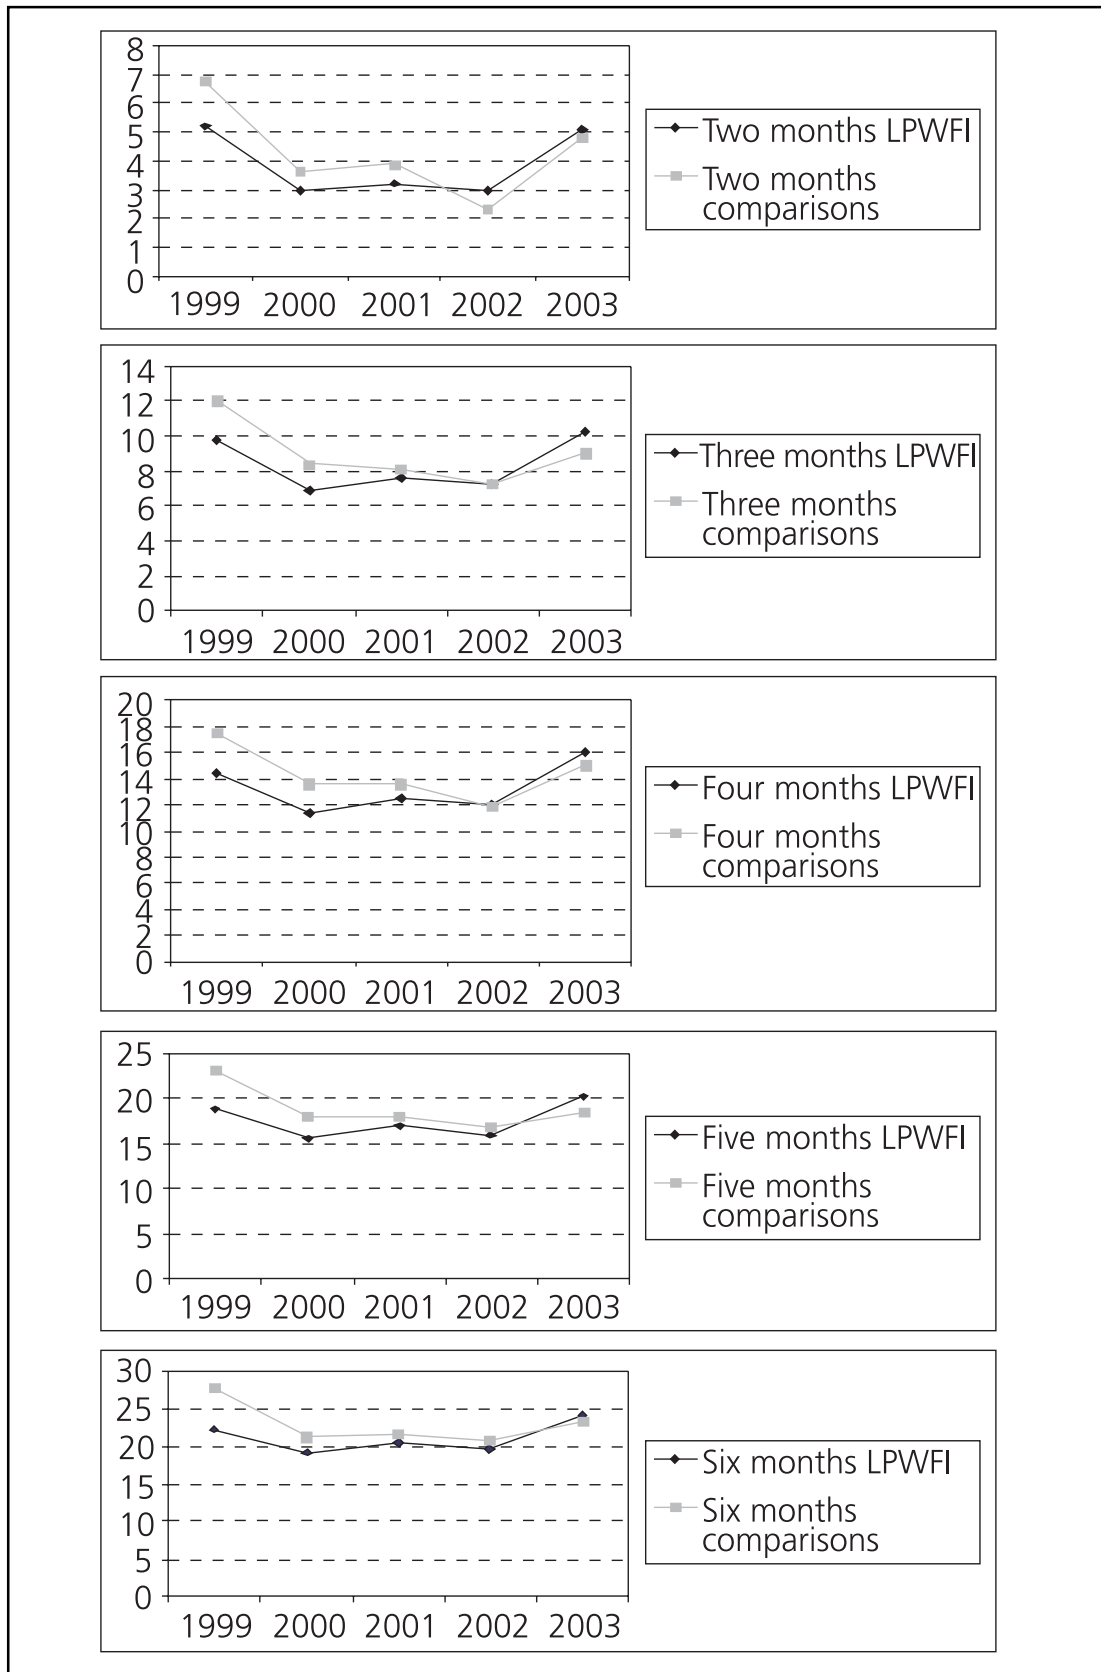 8
7
6
5
4
3
2
1
0
1999 2000 2001 2002 2003
Two months LPWFI
Two months
comparisons
14
12
10
8
6
4
2
0
1999 2000 2001 2002 2003
Three months LPWFI
Three months
comparisons
20
18
16
14
12
10
8
6
4
2
0
1999 2000 2001 2002 2003
Four months LPWFI
Four months
comparisons
25
20
15
10
5
0
1999 2000 2001 2002 2003
Five months LPWFI
Five months
comparisons
30
25
20
15
10
5
0
1999 2000 2001 2002 2003
Six months LPWFI
Six months
comparisons